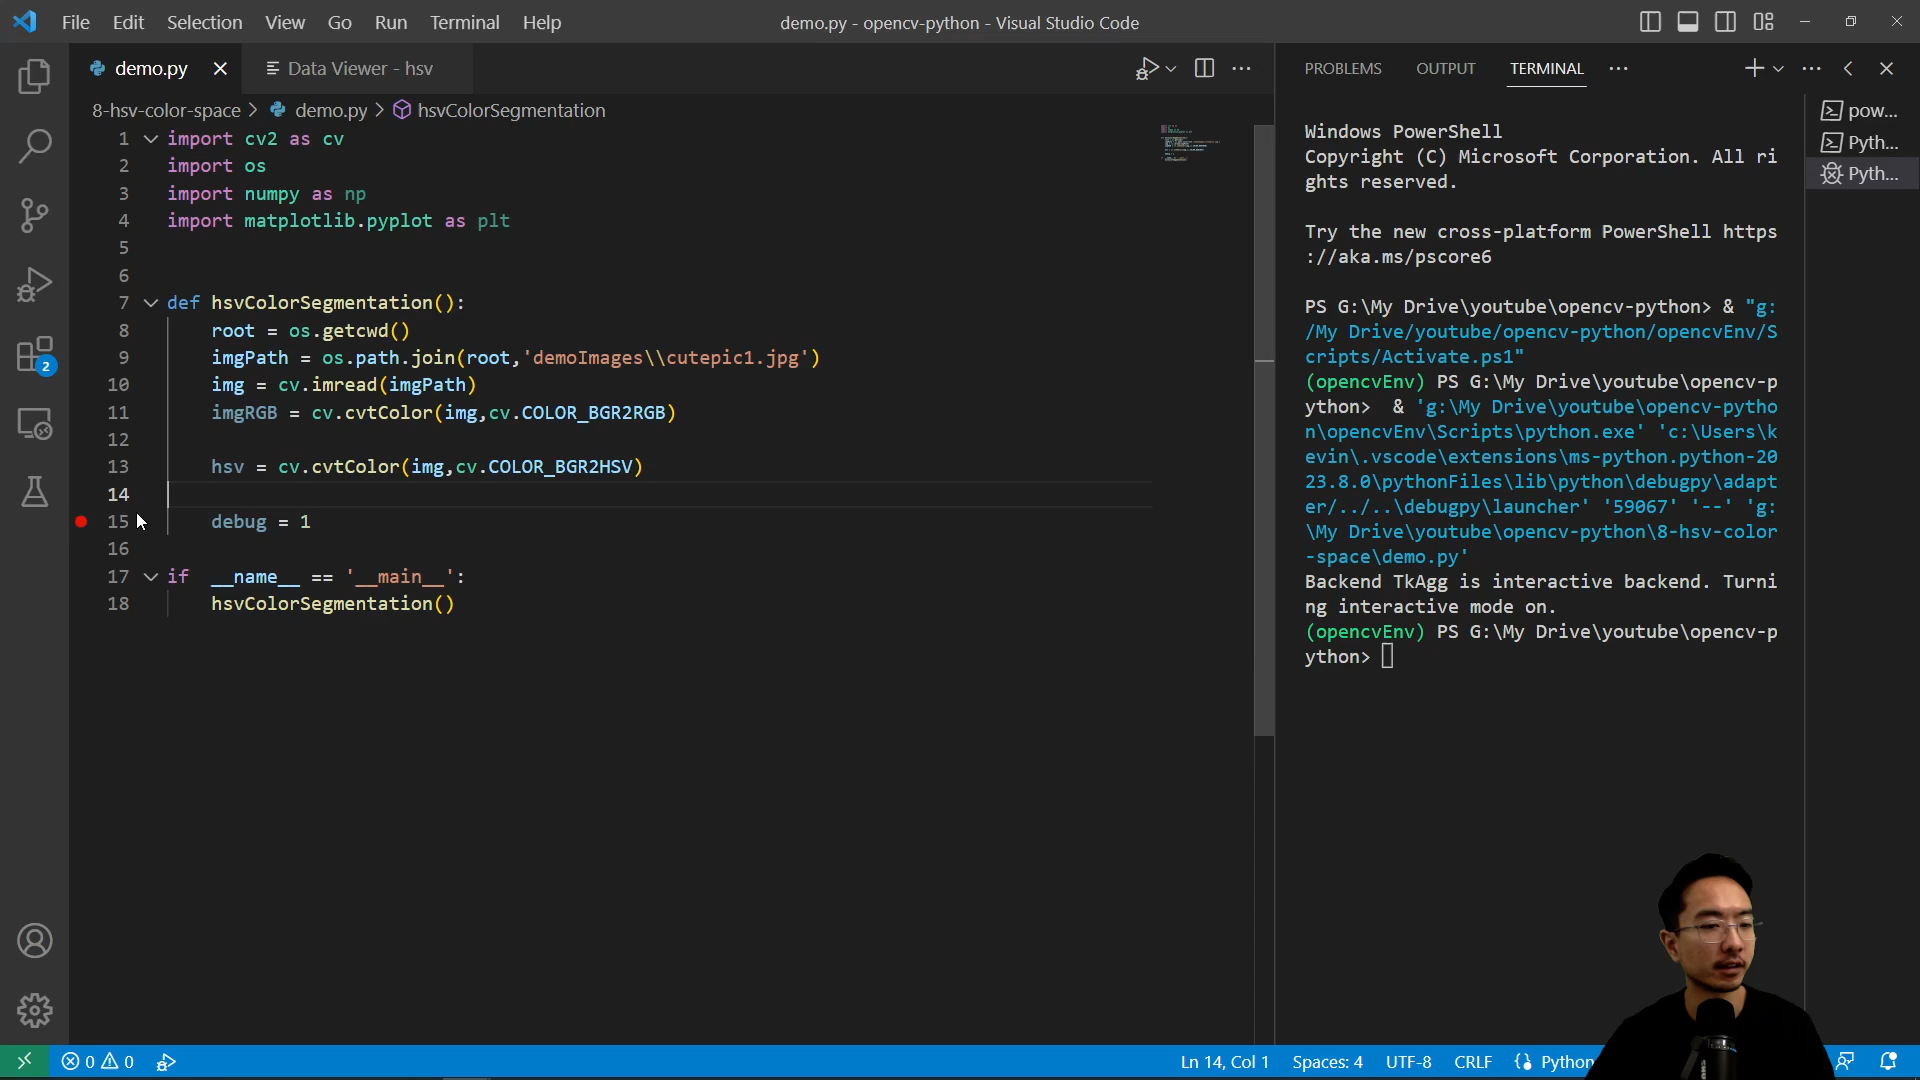 File Edit Selection View Go Run Terminal Help
demo.py - opencv-python - Visual Studio Code
demo.py
Data Viewer - hsv
8-hsv-color-space > demo.py > hsvColorSegmentation
1 import cv2 as cv
2 import os
3 import numpy as np
4 import matplotlib.pyplot as plt
5
6
7 def hsvColorSegmentation():
8 root = os.getcwd()
9 imgPath = os.path.join(root,'demoImages\\cutepic1.jpg')
10 img = cv.imread(imgPath)
11 imgRGB = cv.cvtColor(img,cv.COLOR_BGR2RGB)
12
13 hsv = cv.cvtColor(img,cv.COLOR_BGR2HSV)
14
15 debug = 1
16
17 if __name__ == '__main__':
18 hsvColorSegmentation()
PROBLEMS OUTPUT TERMINAL
Windows PowerShell
Copyright (C) Microsoft Corporation. All ri
ghts reserved.
Try the new cross-platform PowerShell https
://aka.ms/pscore6
PS G:\My Drive\youtube\opencv-python> & "g:
/My Drive/youtube/opencv-python/opencvEnv/S
cripts/Activate.ps1"
(opencvEnv) PS G:\My Drive\youtube\opencv-p
ython> & 'g:\My Drive\youtube\opencv-pytho
n\opencvEnv\Scripts\python.exe' 'c:\Users\k
evin\.vscode\extensions\ms-python.python-20
23.8.0\pythonFiles\lib\python\debugpy\adapt
er/../..\debugpy\launcher' '59067' '--' 'g:
\My Drive\youtube\opencv-python\8-hsv-color
-space\demo.py'
Backend TkAgg is interactive backend. Turni
ng interactive mode on.
(opencvEnv) PS G:\My Drive\youtube\opencv-p
ython>
pow...
Pyth...
Pyth...
2
0 0
Ln 14, Col 1 Spaces: 4 UTF-8 CRLF Python